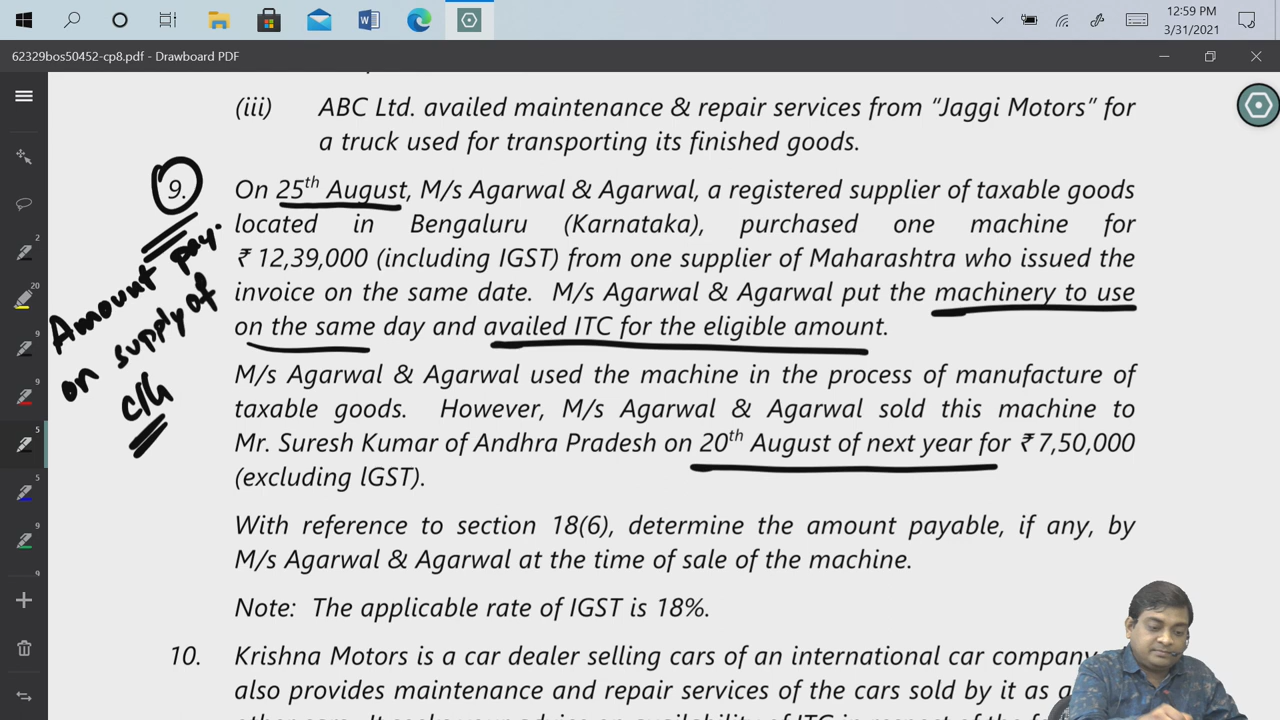 12:59 PM
3/31/2021
62329bos50452-cp8.pdf - Drawboard PDF
(iii) ABC Ltd. availed maintenance & repair services from “Jaggi Motors” for
a truck used for transporting its finished goods.
9. On 25th August, M/s Agarwal & Agarwal, a registered supplier of taxable goods
located in Bengaluru (Karnataka), purchased one machine for
₹ 12,39,000 (including IGST) from one supplier of Maharashtra who issued the
invoice on the same date. M/s Agarwal & Agarwal put the machinery to use
on the same day and availed ITC for the eligible amount.
Amount pay.
on supply of
C/G
M/s Agarwal & Agarwal used the machine in the process of manufacture of
taxable goods. However, M/s Agarwal & Agarwal sold this machine to
Mr. Suresh Kumar of Andhra Pradesh on 20th August of next year for ₹ 7,50,000
(excluding IGST).
With reference to section 18(6), determine the amount payable, if any, by
M/s Agarwal & Agarwal at the time of sale of the machine.
Note: The applicable rate of IGST is 18%.
10. Krishna Motors is a car dealer selling cars of an international car company
also provides maintenance and repair services of the cars sold by it as a
2
20
9
9
5
5
9
9